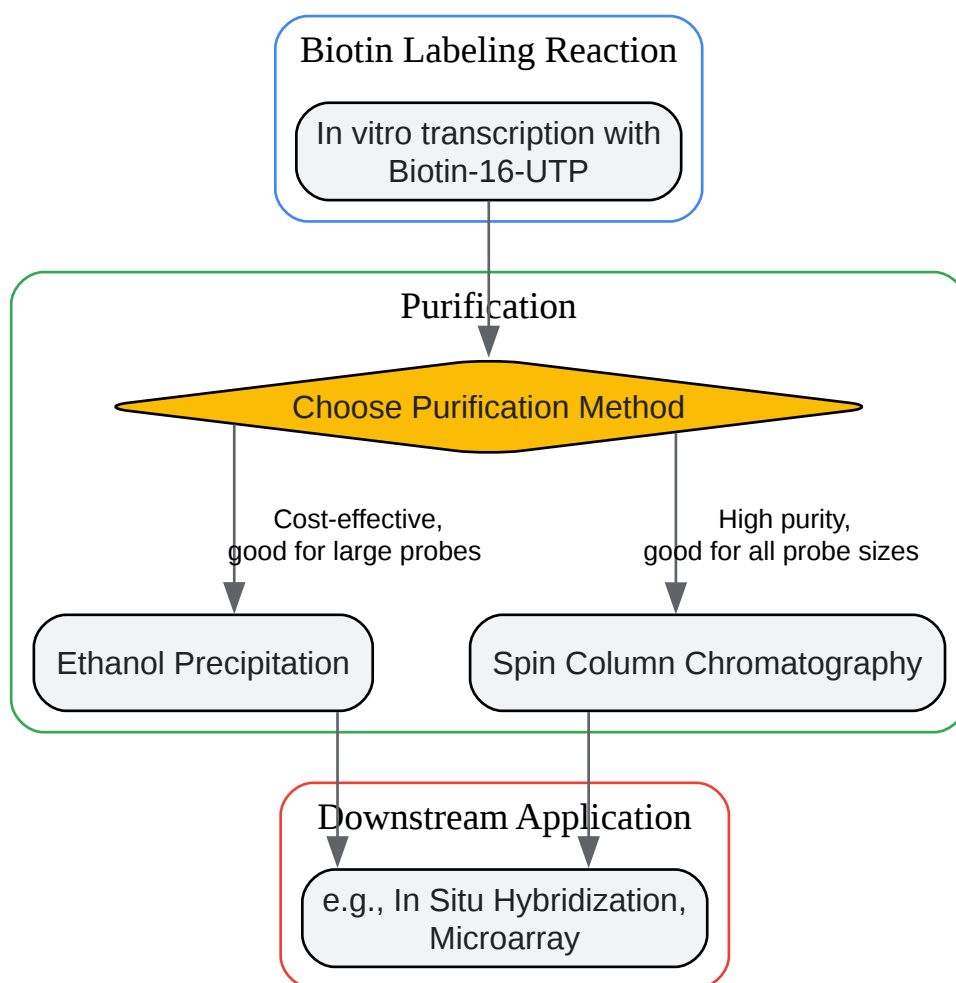 Biotin Labeling Reaction
In vitro transcription with
Biotin-16-UTP
Purification
Choose Purification Method
Cost-effective,
good for large probes
High purity,
good for all probe sizes
Ethanol Precipitation
Spin Column Chromatography
Downstream Application
e.g., In Situ Hybridization,
Microarray